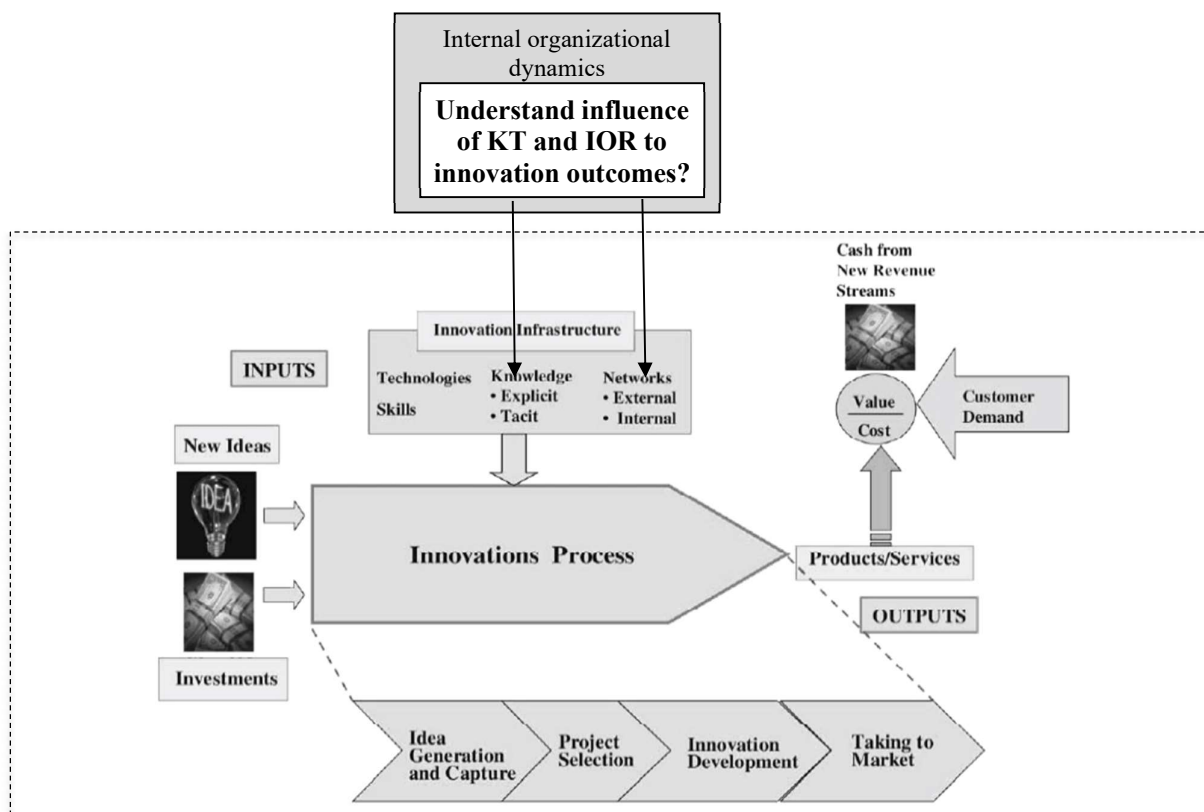 Internal organizational
dynamics
Understand influence
of KT and IOR to
innovation outcomes?
Cash from
New Revenue
Streams
Innovation Infrastructure
INPUTS
Technologies
Skills
Knowledge
• Explicit
• Tacit
Networks
• External
• Internal
Value
Cost
Customer
Demand
New Ideas
IDEA
Innovations Process
Products/Services
OUTPUTS
Investments
Idea
Generation
and Capture
Project
Selection
Innovation
Development
Taking to
Market